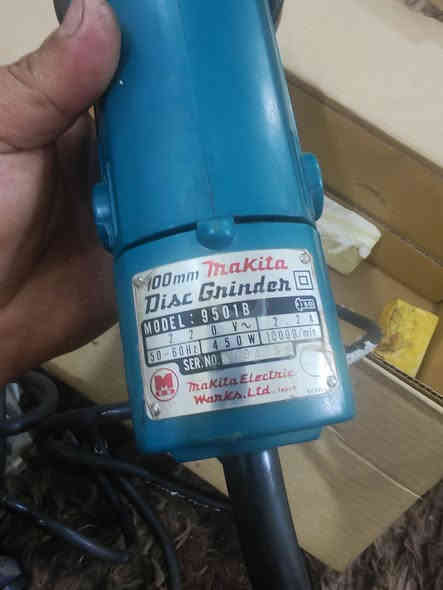 100mm Makita
Disc Grinder
MODEL: 9501B
220V~ 2.2A
50-60Hz 450W 10000/min
SER.NO.
M
Makita Electric
Works, Ltd. Japan